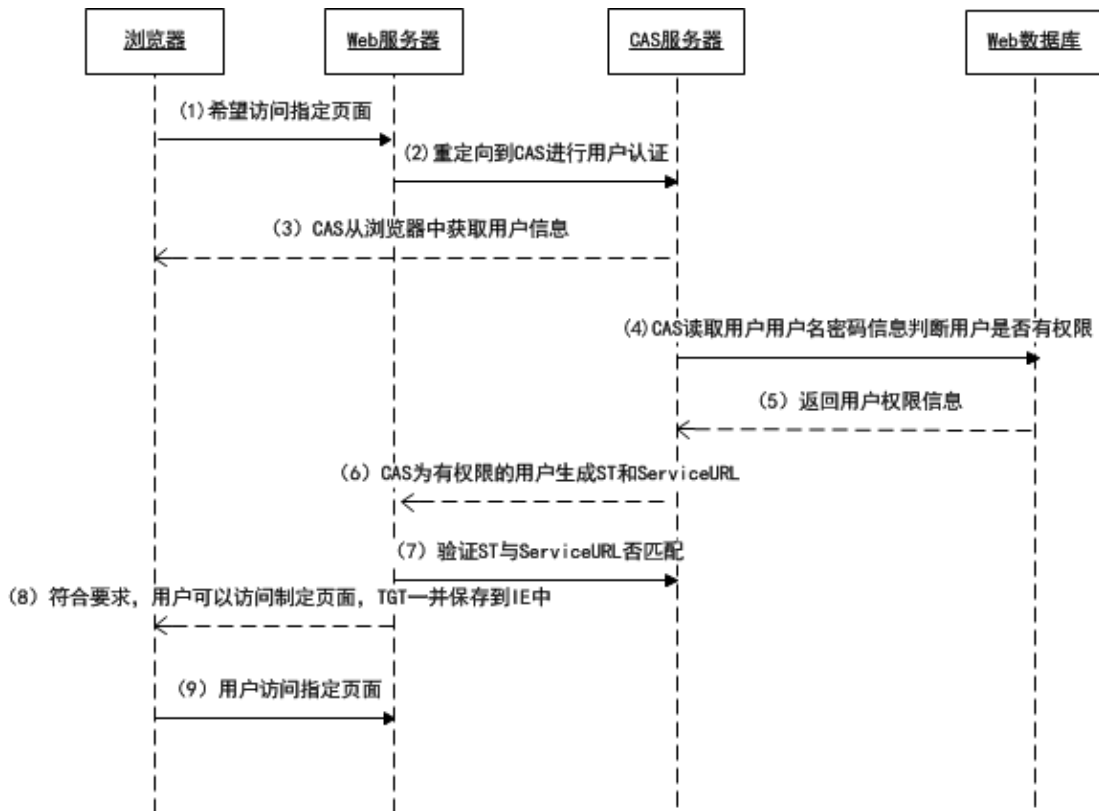 浏览器
Web服务器
CAS服务器
Web数据库
(1)希望访问指定页面
(2)重定向到CAS进行用户认证
（3）CAS从浏览器中获取用户信息
(4)CAS读取用户用户名密码信息判断用户是否有权限
（5）返回用户权限信息
（6）CAS为有权限的用户生成ST和ServiceURL
（7）验证ST与ServiceURL否匹配
（8）符合要求，用户可以访问制定页面，TGT一并保存到IE中
（9）用户访问指定页面